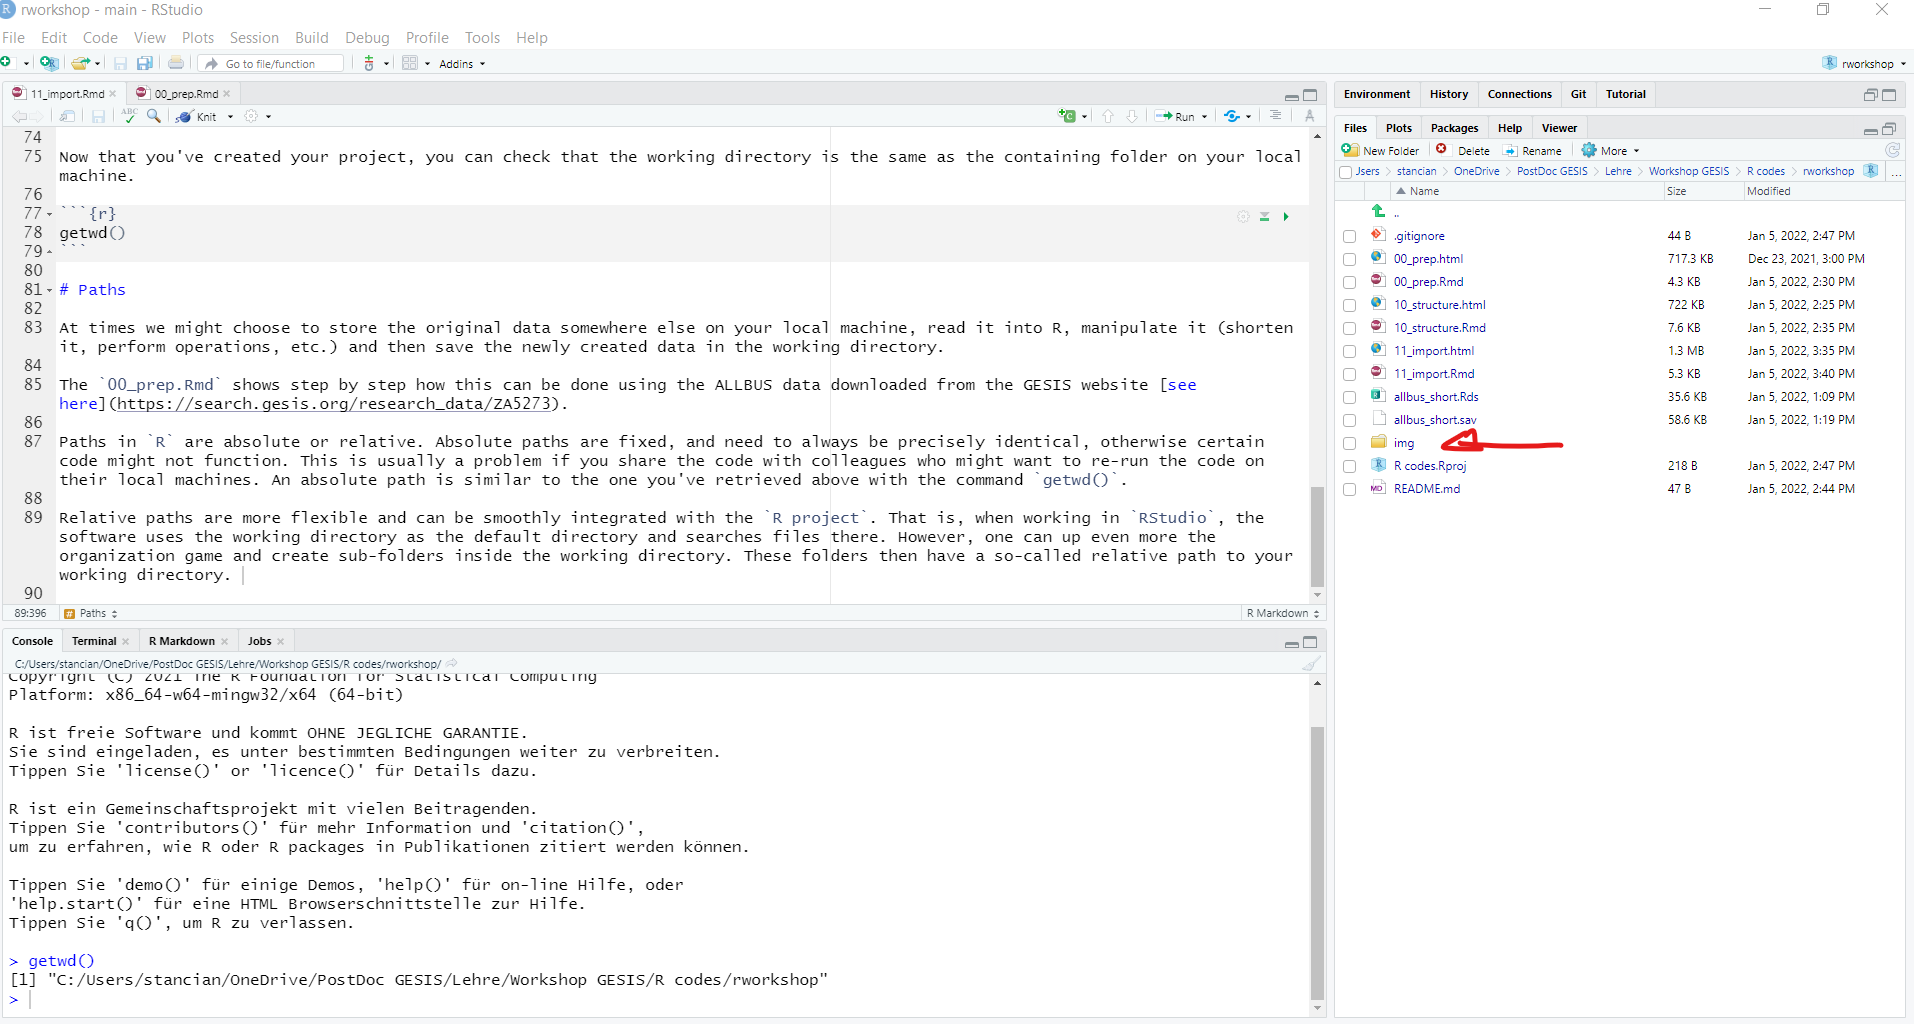 rworkshop - main - RStudio
File Edit Code View Plots Session Build Debug Profile Tools Help
Go to file/function Addins rworkshop
11_import.Rmd 00_prep.Rmd
ABC Knit Run
74
75 Now that you've created your project, you can check that the working directory is the same as the containing folder on your local
machine.
76
77 ```{r}
78 getwd()
79 ```
80
81 # Paths
82
83 At times we might choose to store the original data somewhere else on your local machine, read it into R, manipulate it (shorten
it, perform operations, etc.) and then save the newly created data in the working directory.
84
85 The `00_prep.Rmd` shows step by step how this can be done using the ALLBUS data downloaded from the GESIS website [see
here](https://search.gesis.org/research_data/ZA5273).
86
87 Paths in `R` are absolute or relative. Absolute paths are fixed, and need to always be precisely identical, otherwise certain
code might not function. This is usually a problem if you share the code with colleagues who might want to re-run the code on
their local machines. An absolute path is similar to the one you've retrieved above with the command `getwd()`.
88
89 Relative paths are more flexible and can be smoothly integrated with the `R project`. That is, when working in `RStudio`, the
software uses the working directory as the default directory and searches files there. However, one can up even more the
organization game and create sub-folders inside the working directory. These folders then have a so-called relative path to your
working directory.
90
89:396 # Paths R Markdown
Console Terminal R Markdown Jobs
C:/Users/stancian/OneDrive/PostDoc GESIS/Lehre/Workshop GESIS/R codes/rworkshop/
Copyright (C) 2021 The R Foundation for Statistical Computing
Platform: x86_64-w64-mingw32/x64 (64-bit)
R ist freie Software und kommt OHNE JEGLICHE GARANTIE.
Sie sind eingeladen, es unter bestimmten Bedingungen weiter zu verbreiten.
Tippen Sie 'license()' or 'licence()' für Details dazu.
R ist ein Gemeinschaftsprojekt mit vielen Beitragenden.
Tippen Sie 'contributors()' für mehr Information und 'citation()',
um zu erfahren, wie R oder R packages in Publikationen zitiert werden können.
Tippen Sie 'demo()' für einige Demos, 'help()' für on-line Hilfe, oder
'help.start()' für eine HTML Browserschnittstelle zur Hilfe.
Tippen Sie 'q()', um R zu verlassen.
> getwd()
[1] "C:/Users/stancian/OneDrive/PostDoc GESIS/Lehre/Workshop GESIS/R codes/rworkshop"
>
Environment History Connections Git Tutorial
Files Plots Packages Help Viewer
New Folder Delete Rename More
Jsers > stancian > OneDrive > PostDoc GESIS > Lehre > Workshop GESIS > R codes > rworkshop ...
Name Size Modified
..
.gitignore 44 B Jan 5, 2022, 2:47 PM
00_prep.html 717.3 KB Dec 23, 2021, 3:00 PM
00_prep.Rmd 4.3 KB Jan 5, 2022, 2:30 PM
10_structure.html 722 KB Jan 5, 2022, 2:25 PM
10_structure.Rmd 7.6 KB Jan 5, 2022, 2:35 PM
11_import.html 1.3 MB Jan 5, 2022, 3:35 PM
11_import.Rmd 5.3 KB Jan 5, 2022, 3:40 PM
allbus_short.Rds 35.6 KB Jan 5, 2022, 1:09 PM
allbus_short.sav 58.6 KB Jan 5, 2022, 1:19 PM
img
R codes.Rproj 218 B Jan 5, 2022, 2:47 PM
README.md 47 B Jan 5, 2022, 2:44 PM